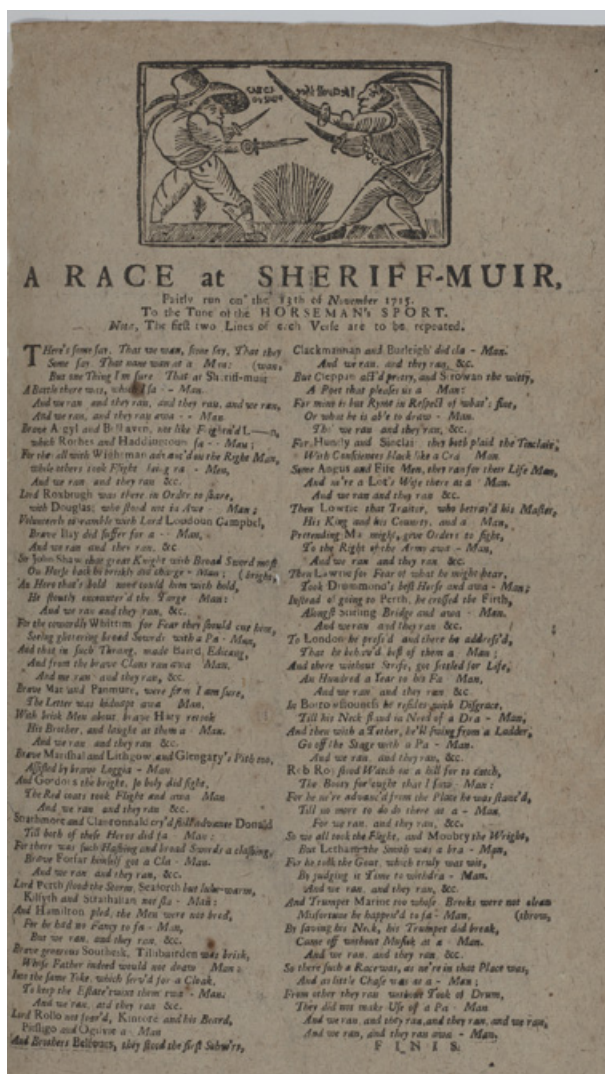 A RACE at SHERIFF-MUIR,
Fairly run on the 13th of November 1715.
To the Tune of the HORSEMAN's SPORT.
Note, The first two Lines of each Verse are to be repeated.
THere's some say, That we wan, some say, That they
Some say That nane wan at a Man: (wan,
But one Thing I'm sure That at Sheriff-muir
A Battle there was, I sa - - Man.
And we ran and they ran, and they ran, and we ran,
And we ran, and they ran awa - - Man.
Brave A gyl and Bellaven, not like Frighten'd L——n,
which Rothes and Haddingtoun sa - - Man;
For they all with Wightman advanc'd on the Right Man,
while others took Flight being ra - Man,
And we ran and they ran &c.
Lord Roxbrugh was there in Order to share,
with Douglas, who stood not in Awe - Man;
Volunteerly to ramble with Lord Loudoun Campbel,
Brave Ilay did suffer for a - - Man.
And we ran and they ran, &c.
Sir John Shaw that great Knight with Broad Sword most
On Horse back he briskly did charge - Man; (bright,
An Hero that's bold none could him with hold,
He stoutly encounter'd the Targe Man:
And we ran and they ran, &c.
For the cowardly Whittim for Fear they should cut him,
Seeing glittering broad Swords with a Pa - Man,
And that in such Throng, made Baird, Edicang,
And from the brave Clans ran awa Man.
And we ran - and they ran, &c.
Brave Mar and Panmure, were firm I am sure,
The Letter was kidnapt awa Man.
With brisk Men about brave Hary retook
His Brother, and laught at them a - Man.
And we ran and they ran &c.
Brave Marishal and Lithgow and Glengary's Pith too,
Assisted by brave Loggia - Man.
And Gordons the bright, so boly did fight,
The Red coats took Flight and awa Man
And we ran, and they ran &c.
Strathmore and Clanronnald cry'd still Advance Donald
Till both of these Heros did fa - Man;
For there was such Hashing and broad Swords a clashing,
Brave Forfar himself got a Cla - Man.
And we ran and they ran, &c.
Lord Perth stood the Storm, Seaforth but luke-warm,
Kilsyth and Strathallan not sla - Man:
And Hamilton pled, the Men were not bred,
For he had no Fancy to fa - Man,
But we ran, and they ran, &c.
Brave generous Southesk, Tilibairden was brisk,
Whose Father indeed would not draw Man;
Into the same Yoke, which serv'd for a Cloak,
To keep the Estate 'twixt them twa - Man.
And we ran, and they ran &c.
Lord Rollo not fear'd, Kintore and his Beard,
Pitsligo and Ogilvie a - Man
And Brothers Balfours, they stood the first Show'rs,
Clackmannan and Burleigh did cla - Man.
And we ran, and they ran, &c.
But Cleppan act'd pretty, and Strowan the witty,
A Poet that pleases us a Man:
For mine is but Ryme in Respect of what's fine,
Or what he is able to draw - Man.
Tho' we ran and they ran, &c.
For Huntly and Sinclair they both plaid the Tinclair,
With Consciences black like a Cra Man.
Some Angus and Fife Men, they ran for their Life Man,
And ne're a Lot's Wife there at a Man.
And we ran and they ran &c.
Then Lowrie that Traitor, who betray'd his Master,
His King and his Country, and a Man,
Pretending Ma might, give Orders to fight,
To the Right of the Army awa - Man,
And we ran and they ran &c.
Then Lawrie for Fear of what he might hear,
Took Drummond's best Horse and awa - Man;
Instead o' going to Perth, he crossed the Firth,
Alongst Stirling Bridge and awa - Man.
And we ran and they ran, &c.
To London he press'd and there he address'd,
That he behav'd best of them a Man;
And there without Strife, got settled for Life,
An Hundred a Year to his Fa Man,
And we ran and they ran &c.
In Borrowstounness he resides with Disgrace,
Till his Neck stand in Need of a Dra - Man,
And then with a Tether, he'll swing from a Ladder,
Go off the Stage with a Pa - Man.
And we ran, and they ran, &c.
Rob Roy stood Watch on a hill for to catch,
The Booty for ought that I saw Man:
For he ne'er advanc'd from the Place he was stanc'd,
Till no more to do there at a - Man.
For we ran, and they ran, &c.
So we all took the Flight, and Moubry the Wright,
But Letham the Smith was a bra - Man,
For he took the Gout, which truly was wit,
By judging it Time to withdra - Man.
And we ran, and they ran, &c.
And Trumpet Marine too whose Breeks were not clean
Misfortune he happen'd to fa - Man. (throw,
By saving his Neck, his Trumpet did break,
Came off without Musick at a - Man.
And we ran, and they ran &c.
So there such a Race was, as ne're in that Place was,
And as little Chase was at a - Man;
From other they ran without Touk of Drum,
They did not make Use of a Pa - Man
And we ran, and they ran, and they ran, and we ran,
And we ran, and they ran awa - Man,
FINIS.